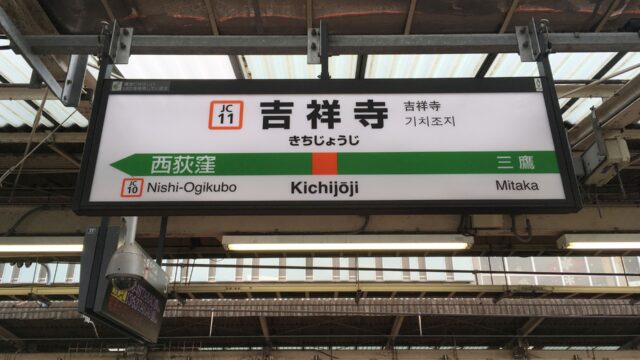 JC
11
吉祥寺
吉祥寺
기치조지
きちじょうじ
西荻窪
三鷹
JC
10
Nishi-Ogikubo
Kichijōji
Mitaka